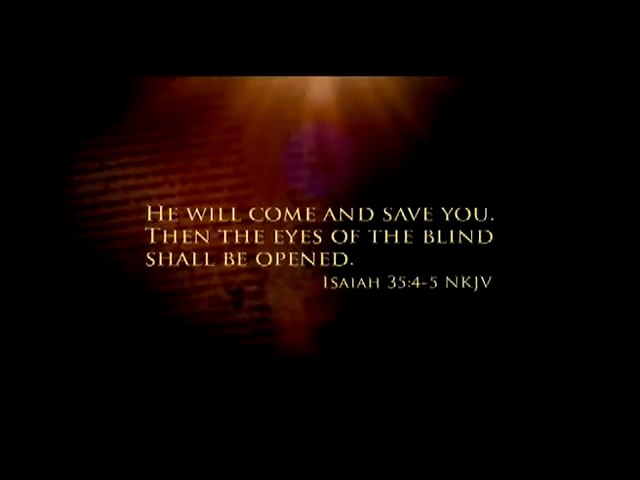 He will come and save you.
Then the eyes of the blind
shall be opened.
Isaiah 35:4-5 NKJV